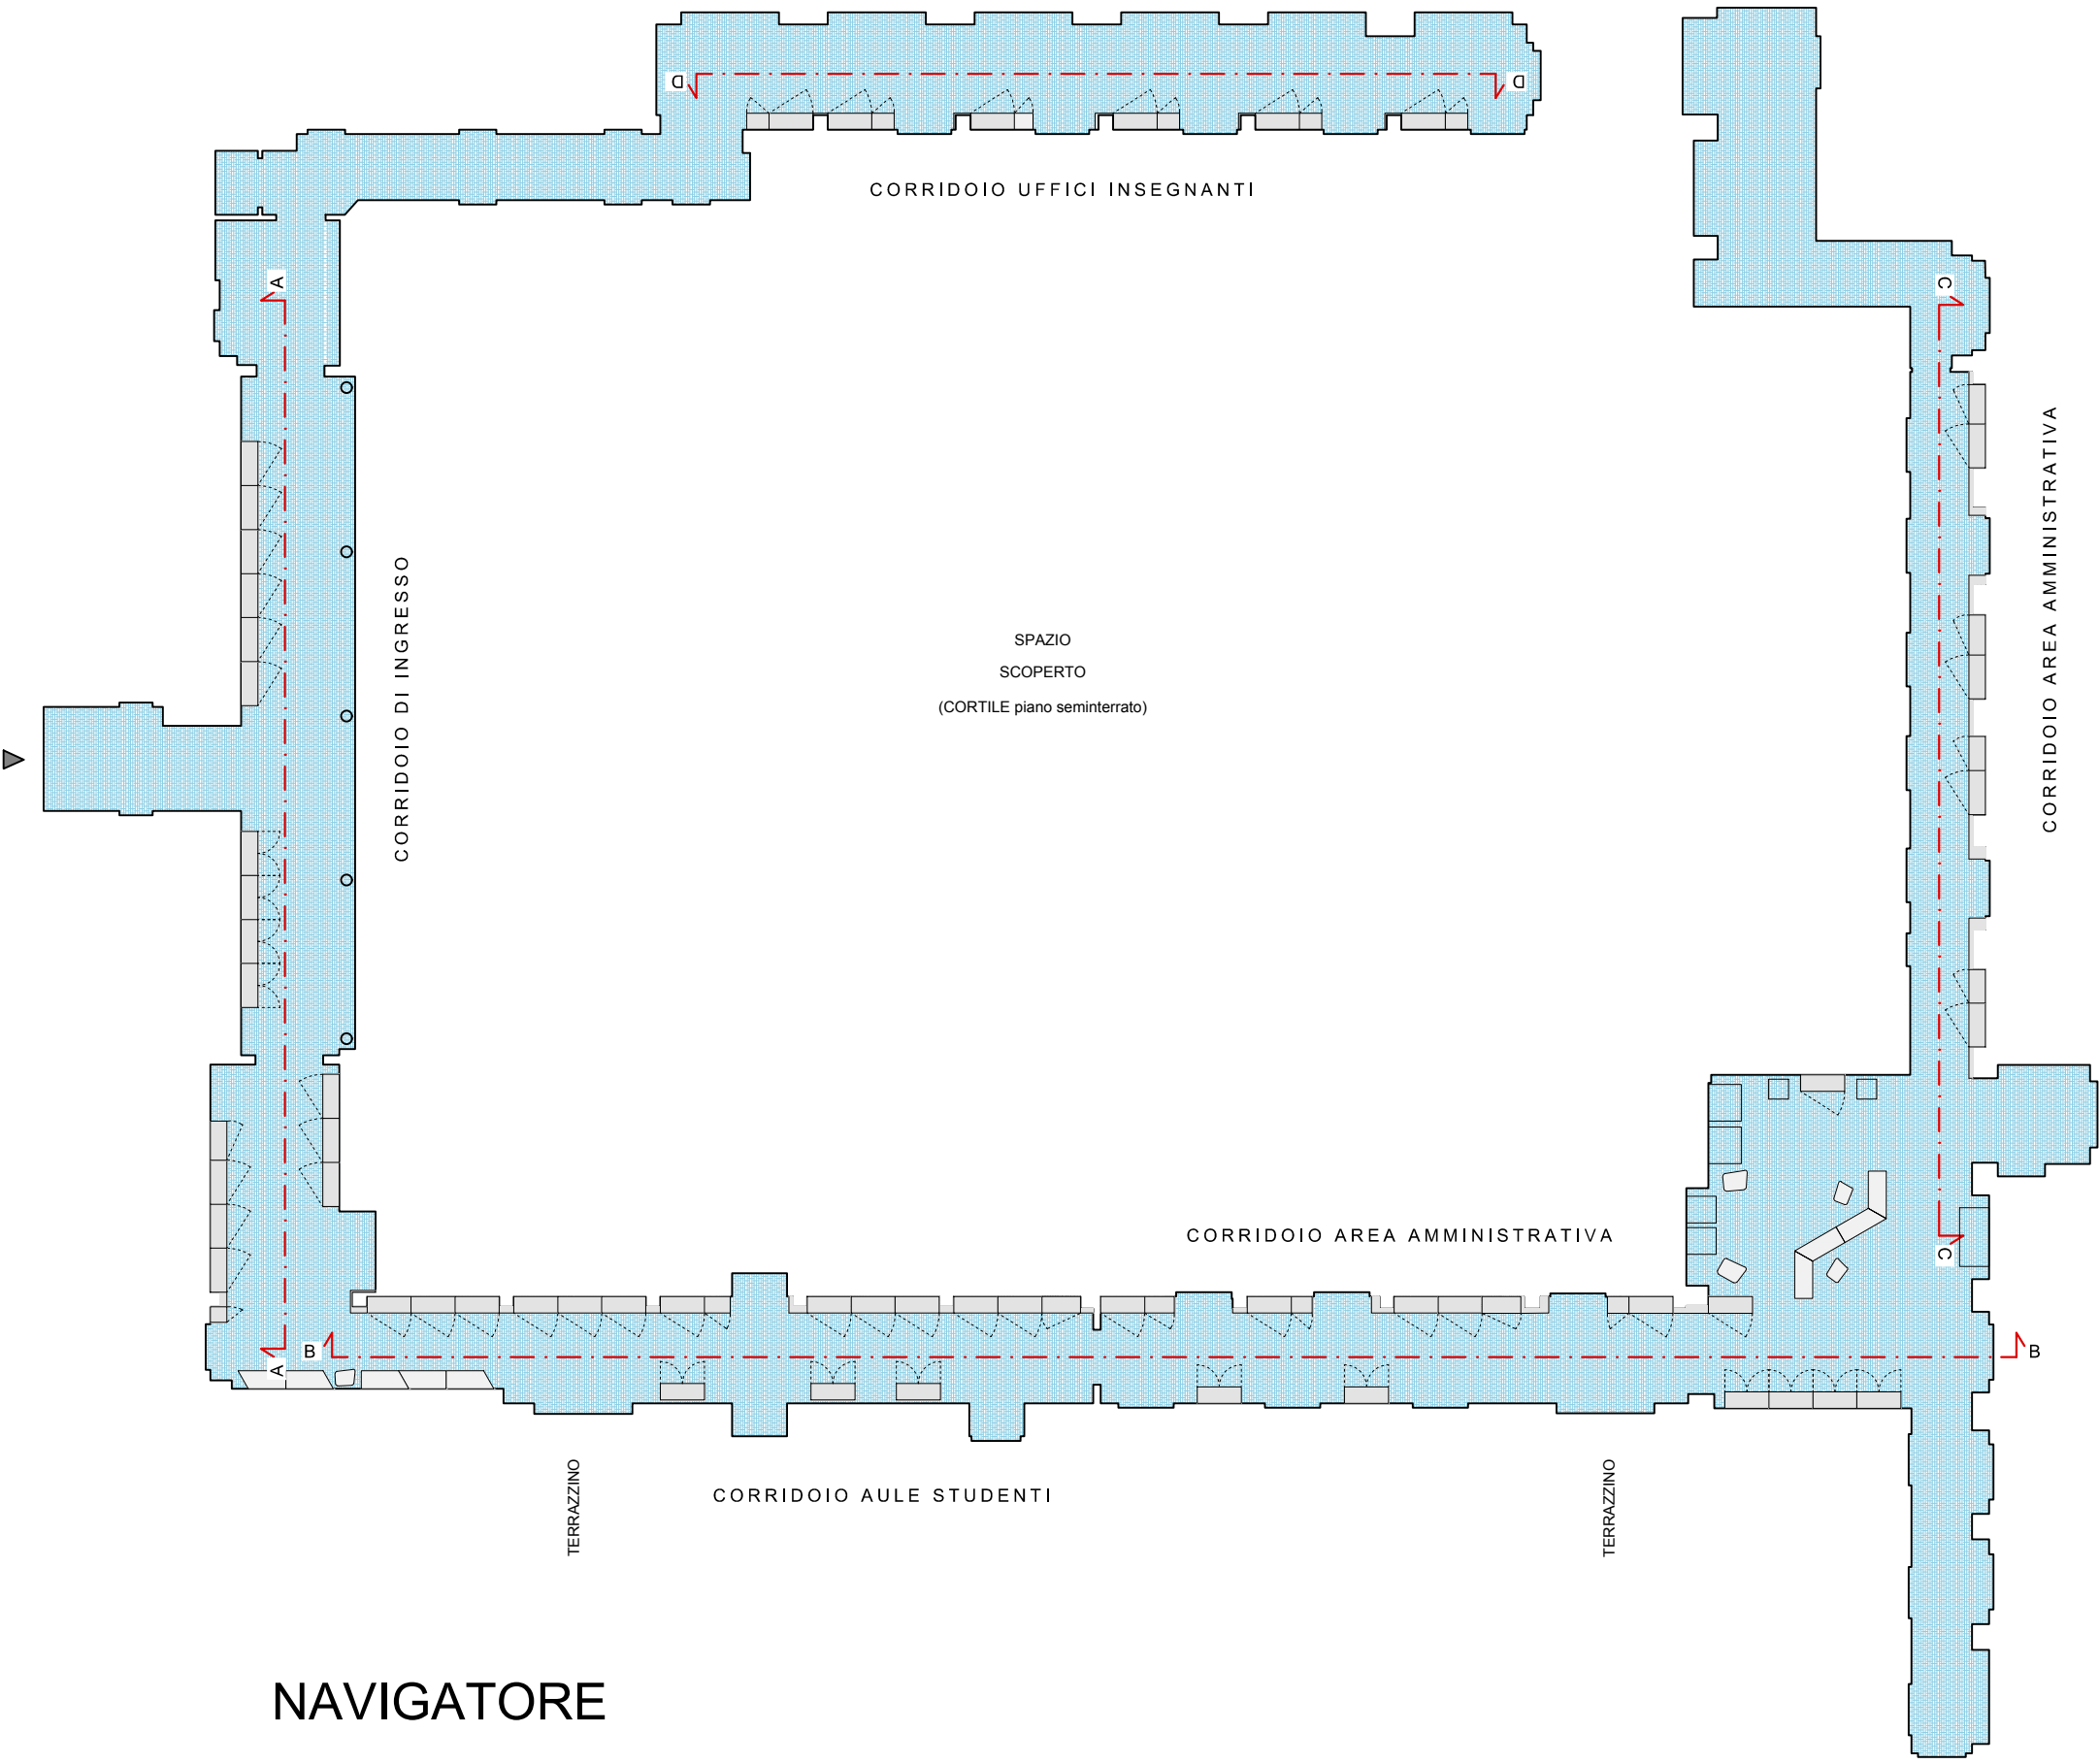 D
D
CORRIDOIO UFFICI INSEGNANTI
A
C
CORRIDOIO DI INGRESSO
SPAZIO
SCOPERTO
(CORTILE piano seminterrato)
CORRIDOIO AREA AMMINISTRATIVA
CORRIDOIO AREA AMMINISTRATIVA
C
B
A
B
TERRAZZINO
CORRIDOIO AULE STUDENTI
TERRAZZINO
NAVIGATORE